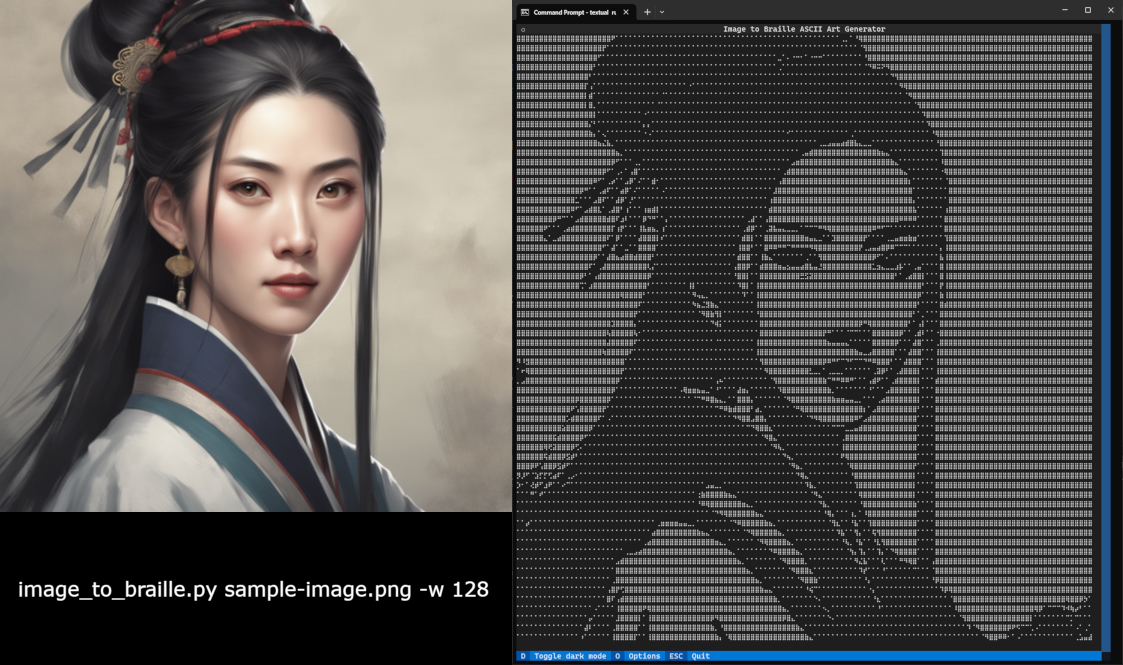 image_to_braille.py sample-image.png -w 128
Command Prompt - textual ru
Image to Braille ASCII Art Generator
D Toggle dark mode O Options ESC Quit